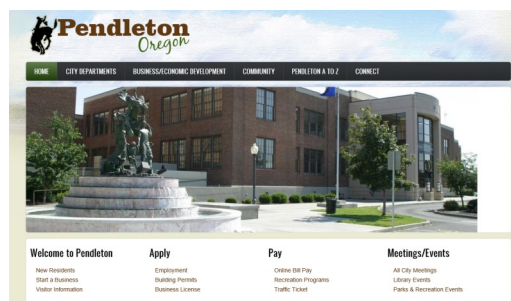 Pendleton
Oregon
HOME CITY DEPARTMENTS BUSINESS/ECONOMIC DEVELOPMENT COMMUNITY PENDLETON A TO Z CONNECT
Welcome to Pendleton Apply Pay Meetings/Events
New Residents Employment Online Bill Pay All City Meetings
Start a Business Building Permits Recreation Programs Library Events
Visitor Information Business License Traffic Ticket Parks & Recreation Events